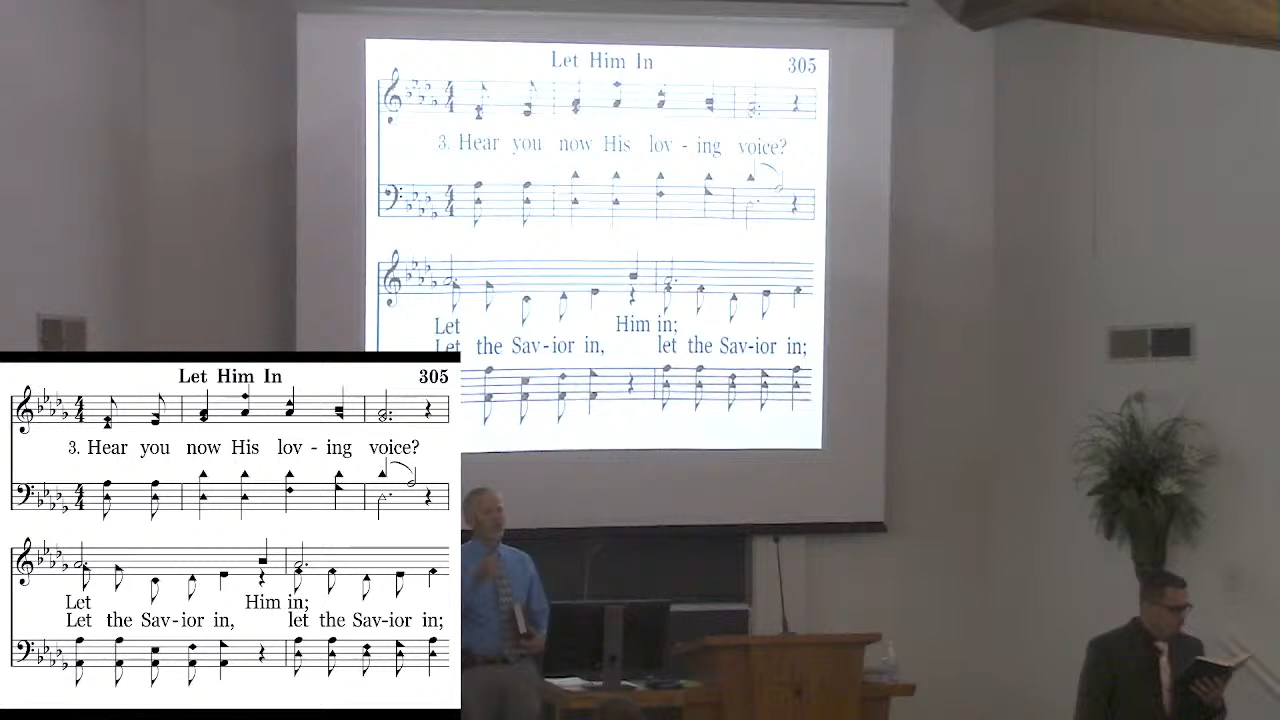 Let Him In 305
3. Hear you now His lov - ing voice?
Let Him in;
Let the Sav-ior in, let the Sav-ior in;
Let Him In 305
3. Hear you now His lov - ing voice?
Let Him in;
Let the Sav-ior in, let the Sav-ior in;